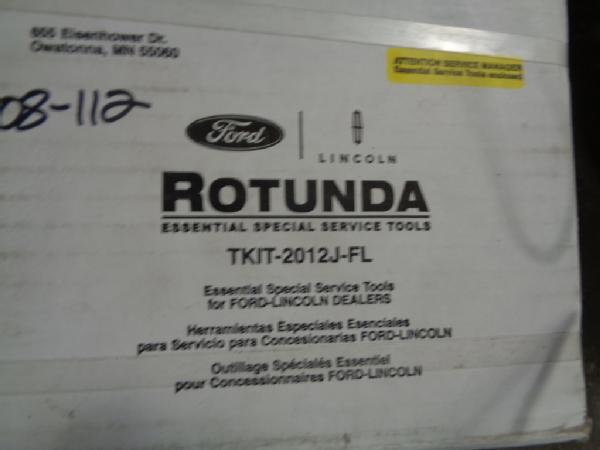 655 Eisenhower Dr.
Owatonna, MN 55060
ATTENTION SERVICE MANAGER
Essential Service Tools enclosed
08-112
Ford
LINCOLN
ROTUNDA
ESSENTIAL SPECIAL SERVICE TOOLS
TKIT-2012J-FL
Essential Special Service Tools
for FORD-LINCOLN DEALERS
Herramientas Especiales Esenciales
para Servicio para Concesionarias FORD-LINCOLN
Outillage Spécialés Essentiel
pour Concessionnaires FORD-LINCOLN